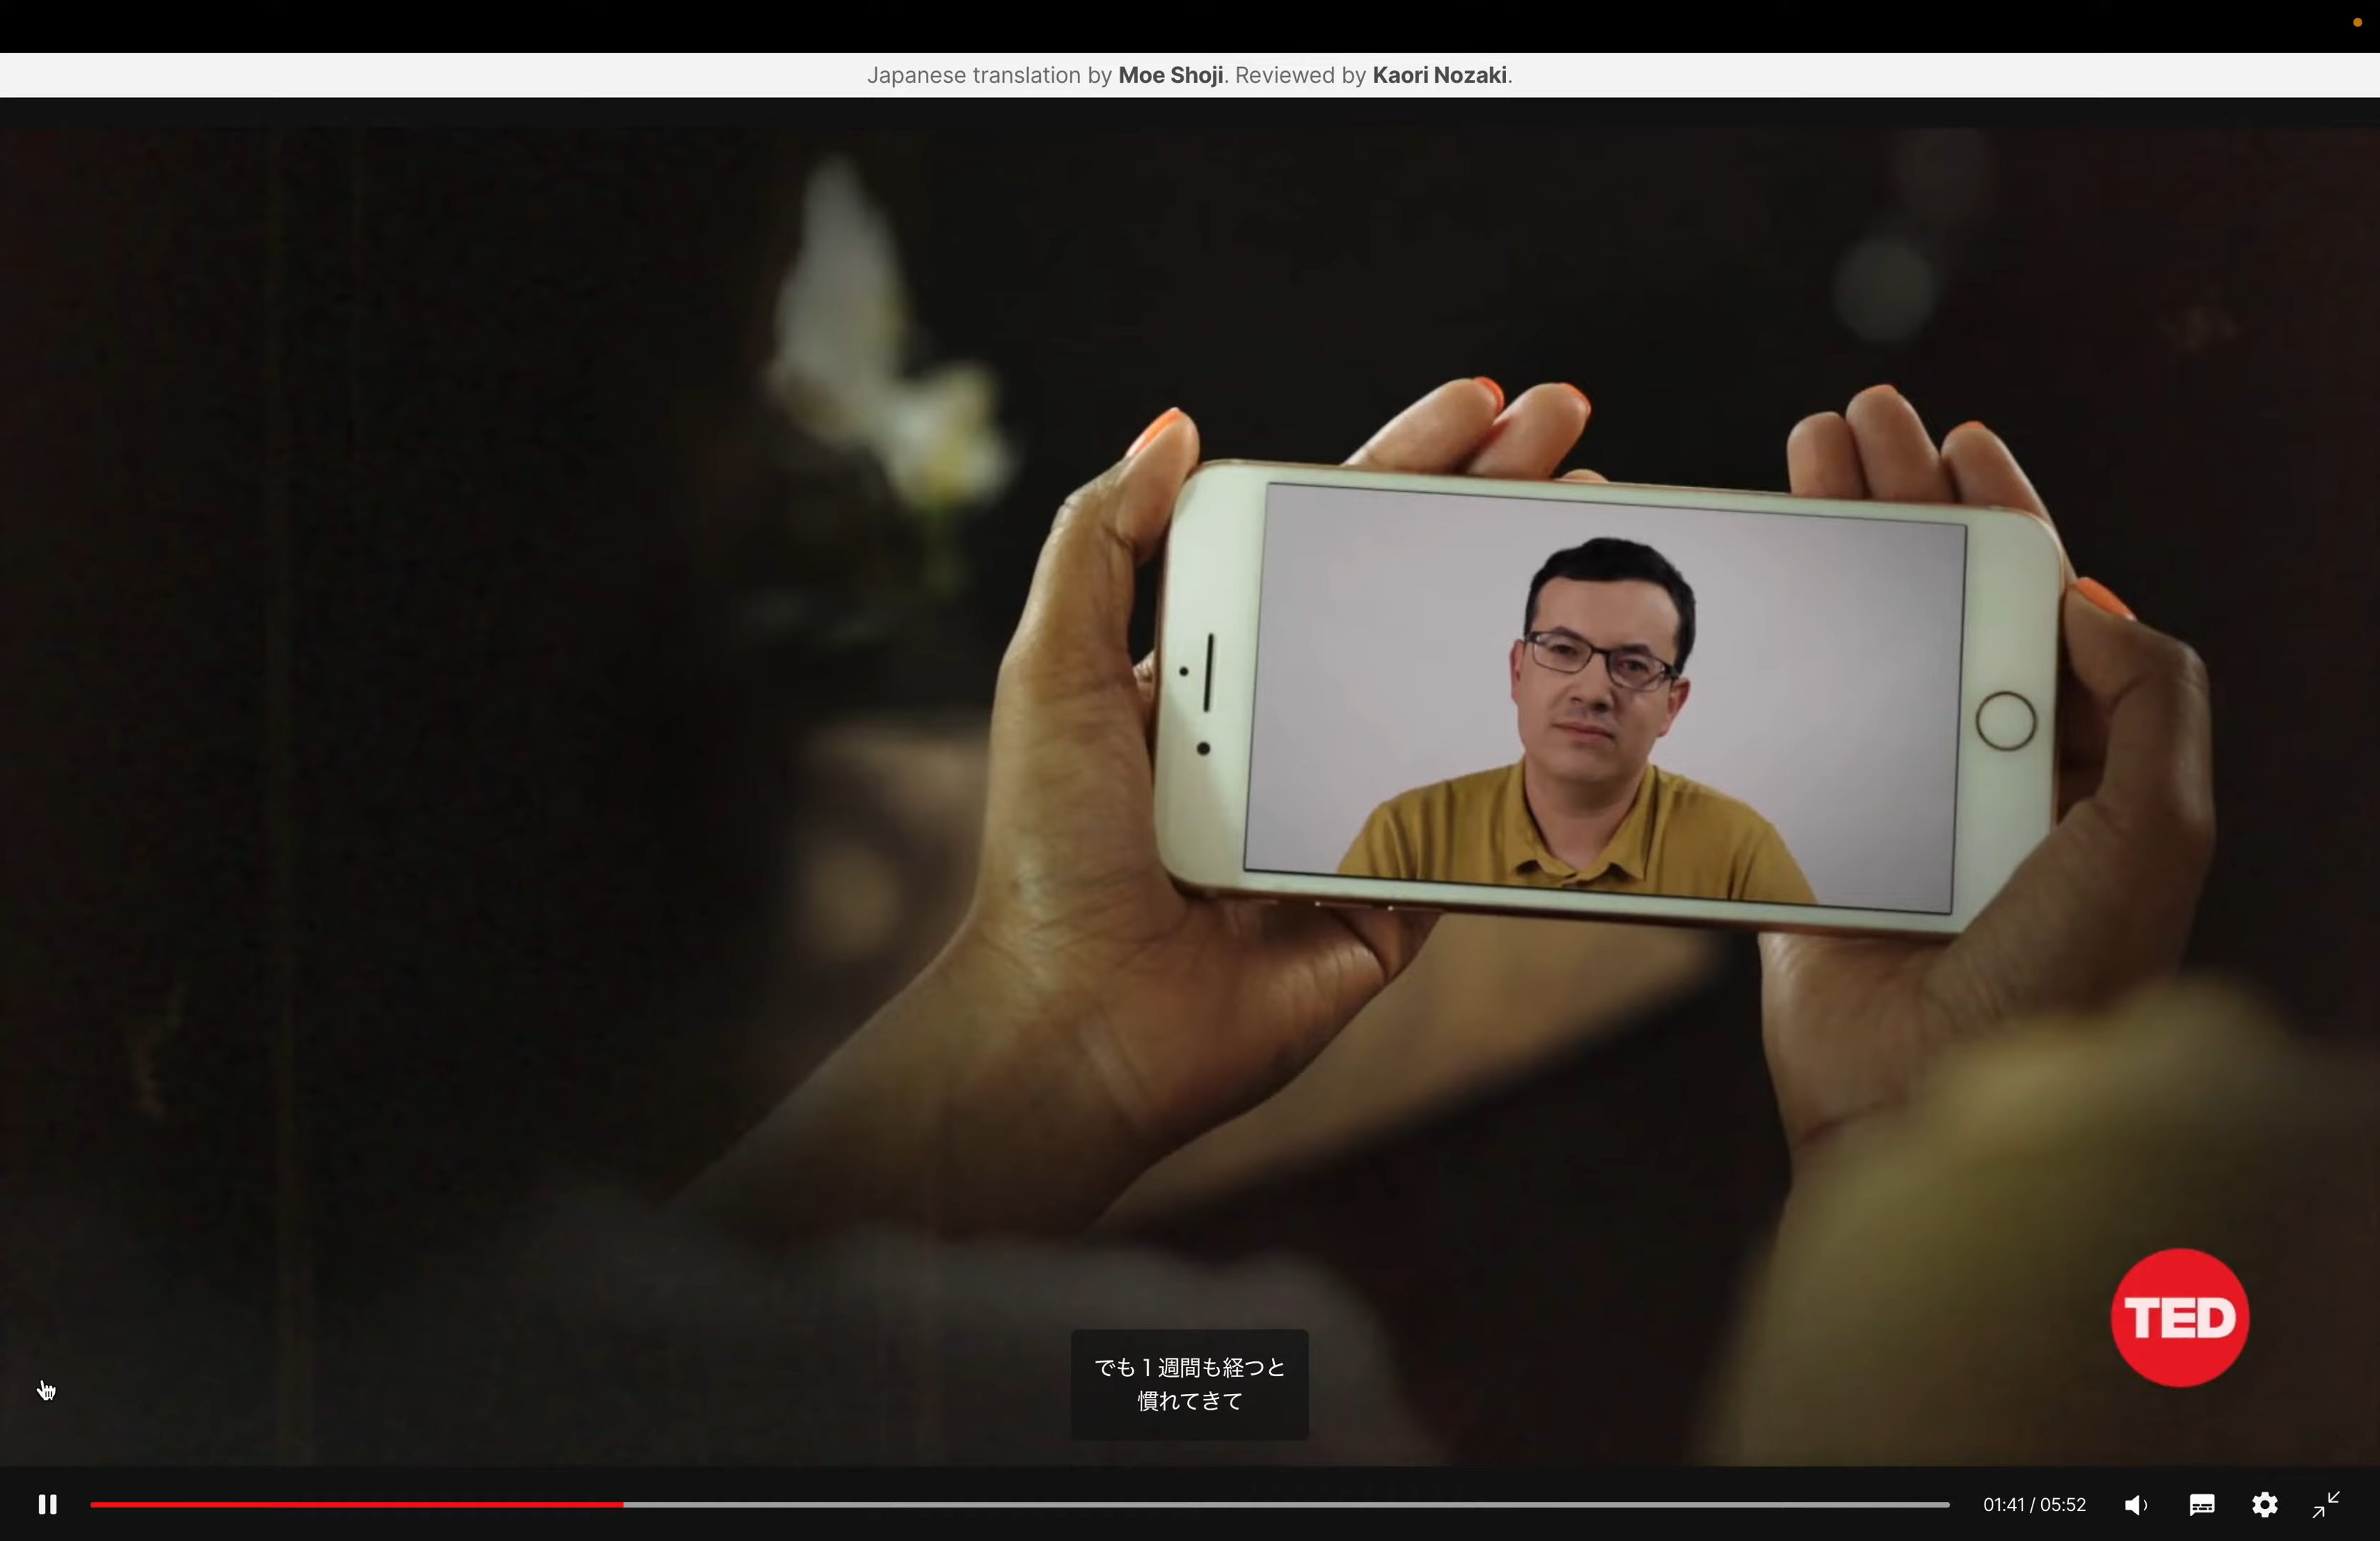 Japanese translation by Moe Shoji. Reviewed by Kaori Nozaki.
TED
でも１週間も経つと
慣れてきて
01:41 / 05:52